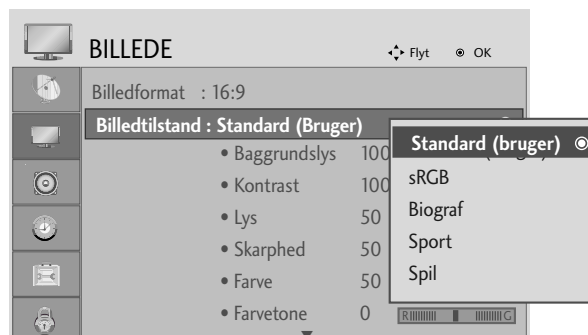 BILLEDE
Flyt OK
Billedformat : 16:9
Billedtilstand : Standard (Bruger)
• Baggrundslys 100
• Kontrast 100
• Lys 50
• Skarphed 50
• Farve 50
• Farvetone 0
R G
Standard (bruger)
sRGB
Biograf
Sport
Spil